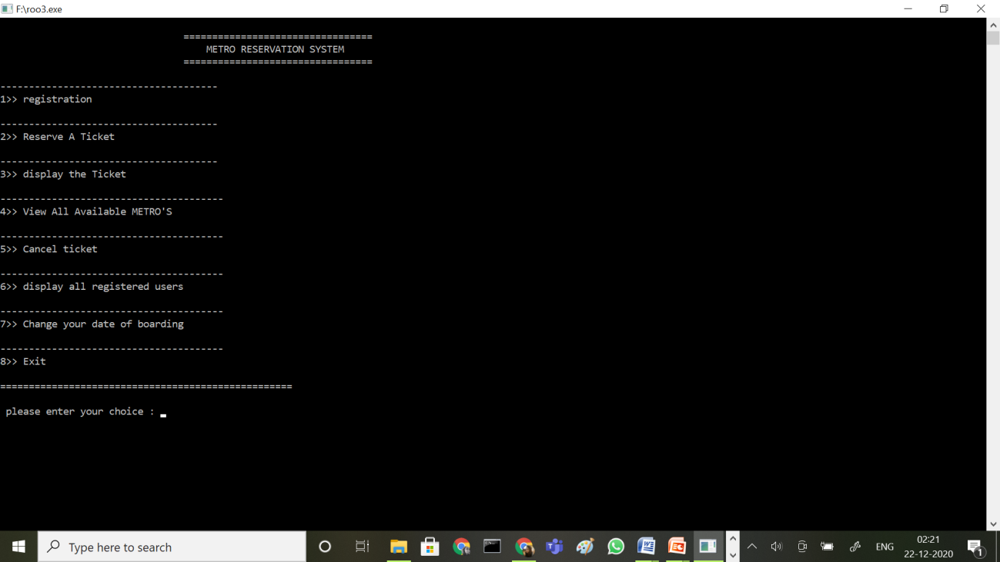 F:\roo3.exe
=================================
METRO RESERVATION SYSTEM
=================================
--------------------------------------
1>> registration
--------------------------------------
2>> Reserve A Ticket
--------------------------------------
3>> display the Ticket
---------------------------------------
4>> View All Available METRO'S
---------------------------------------
5>> Cancel ticket
---------------------------------------
6>> display all registered users
---------------------------------------
7>> Change your date of boarding
---------------------------------------
8>> Exit
===================================================
please enter your choice : _
Type here to search
ENG
02:21
22-12-2020
1